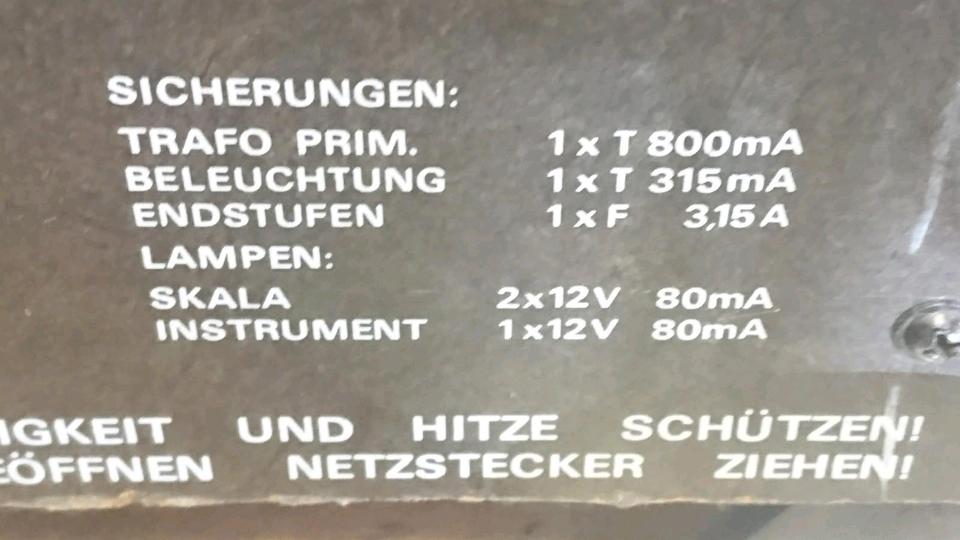 SICHERUNGEN:
TRAFO PRIM. 1 x T 800mA
BELEUCHTUNG 1 x T 315mA
ENDSTUFEN 1 x F 3,15 A
LAMPEN:
SKALA 2x12V 80mA
INSTRUMENT 1x12V 80mA
IGKEIT UND HITZE SCHÜTZEN!
ÖFFNEN NETZSTECKER ZIEHEN!